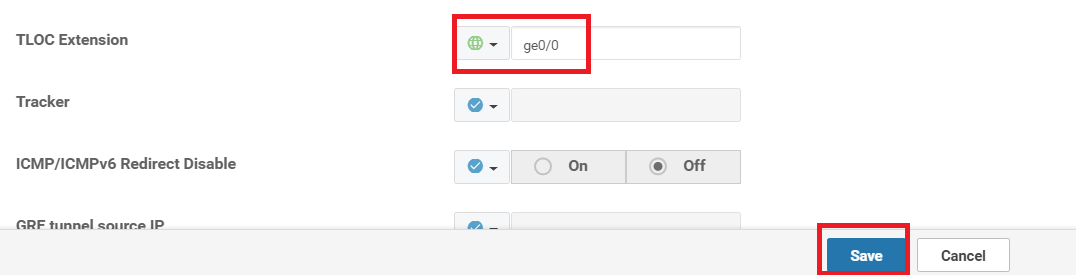 TLOC Extension
ge0/0
Tracker
ICMP/ICMPv6 Redirect Disable
On
Off
GRE tunnel source IP
Save
Cancel